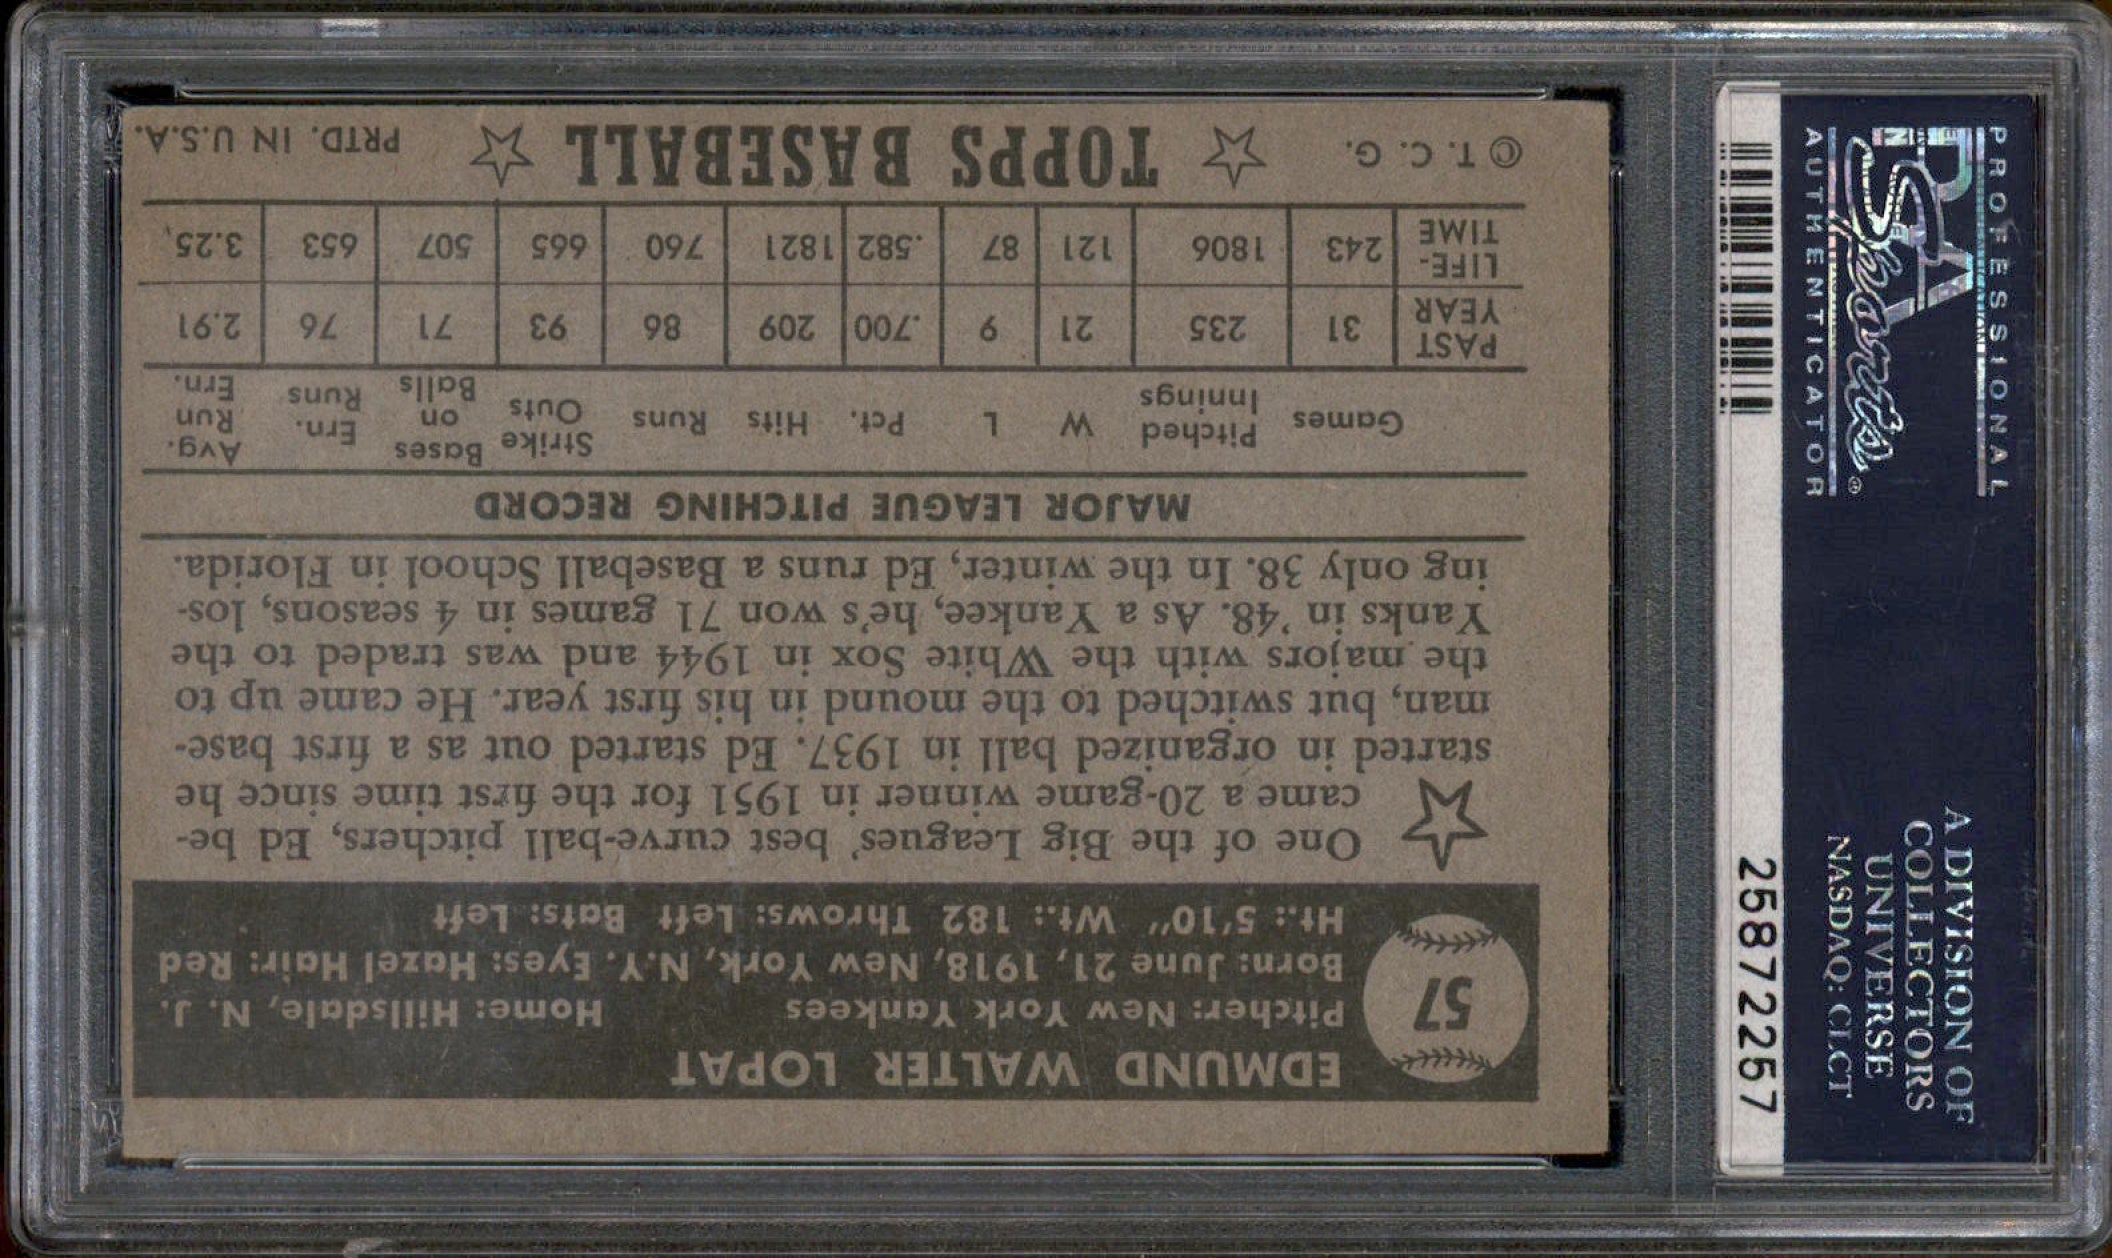 EDMUND WALTER LOPAT
57
Pitcher: New York Yankees Home: Hillsdale, N. J.
Born: June 21, 1918, New York, N.Y. Eyes: Hazel Hair: Red
Ht.: 5'10" Wt.: 182 Throws: Left Bats: Left
One of the Big Leagues' best curve-ball pitchers, Ed be-
came a 20-game winner in 1951 for the first time since he
started in organized ball in 1937. Ed started out as a first base-
man, but switched to the mound in his first year. He came up to
the majors with the White Sox in 1944 and was traded to the
Yanks in '48. As a Yankee, he's won 71 games in 4 seasons, los-
ing only 38. In the winter, Ed runs a Baseball School in Florida.
MAJOR LEAGUE PITCHING RECORD
Games Pitched Innings W L Pct. Hits Runs Strike Outs Bases on Balls Ern. Runs Avg. Run Ern.
PAST YEAR 31 235 21 9 .700 209 86 93 71 76 2.91
LIFE-TIME 243 1806 121 87 .582 1821 760 665 507 653 3.25
© T. C. G. TOPPS BASEBALL PRTD. IN U.S.A.
PROFESSIONAL
PSA
Sports®
AUTHENTICATOR
A DIVISION OF
COLLECTORS
UNIVERSE
NASDAQ: CLCT
25872257